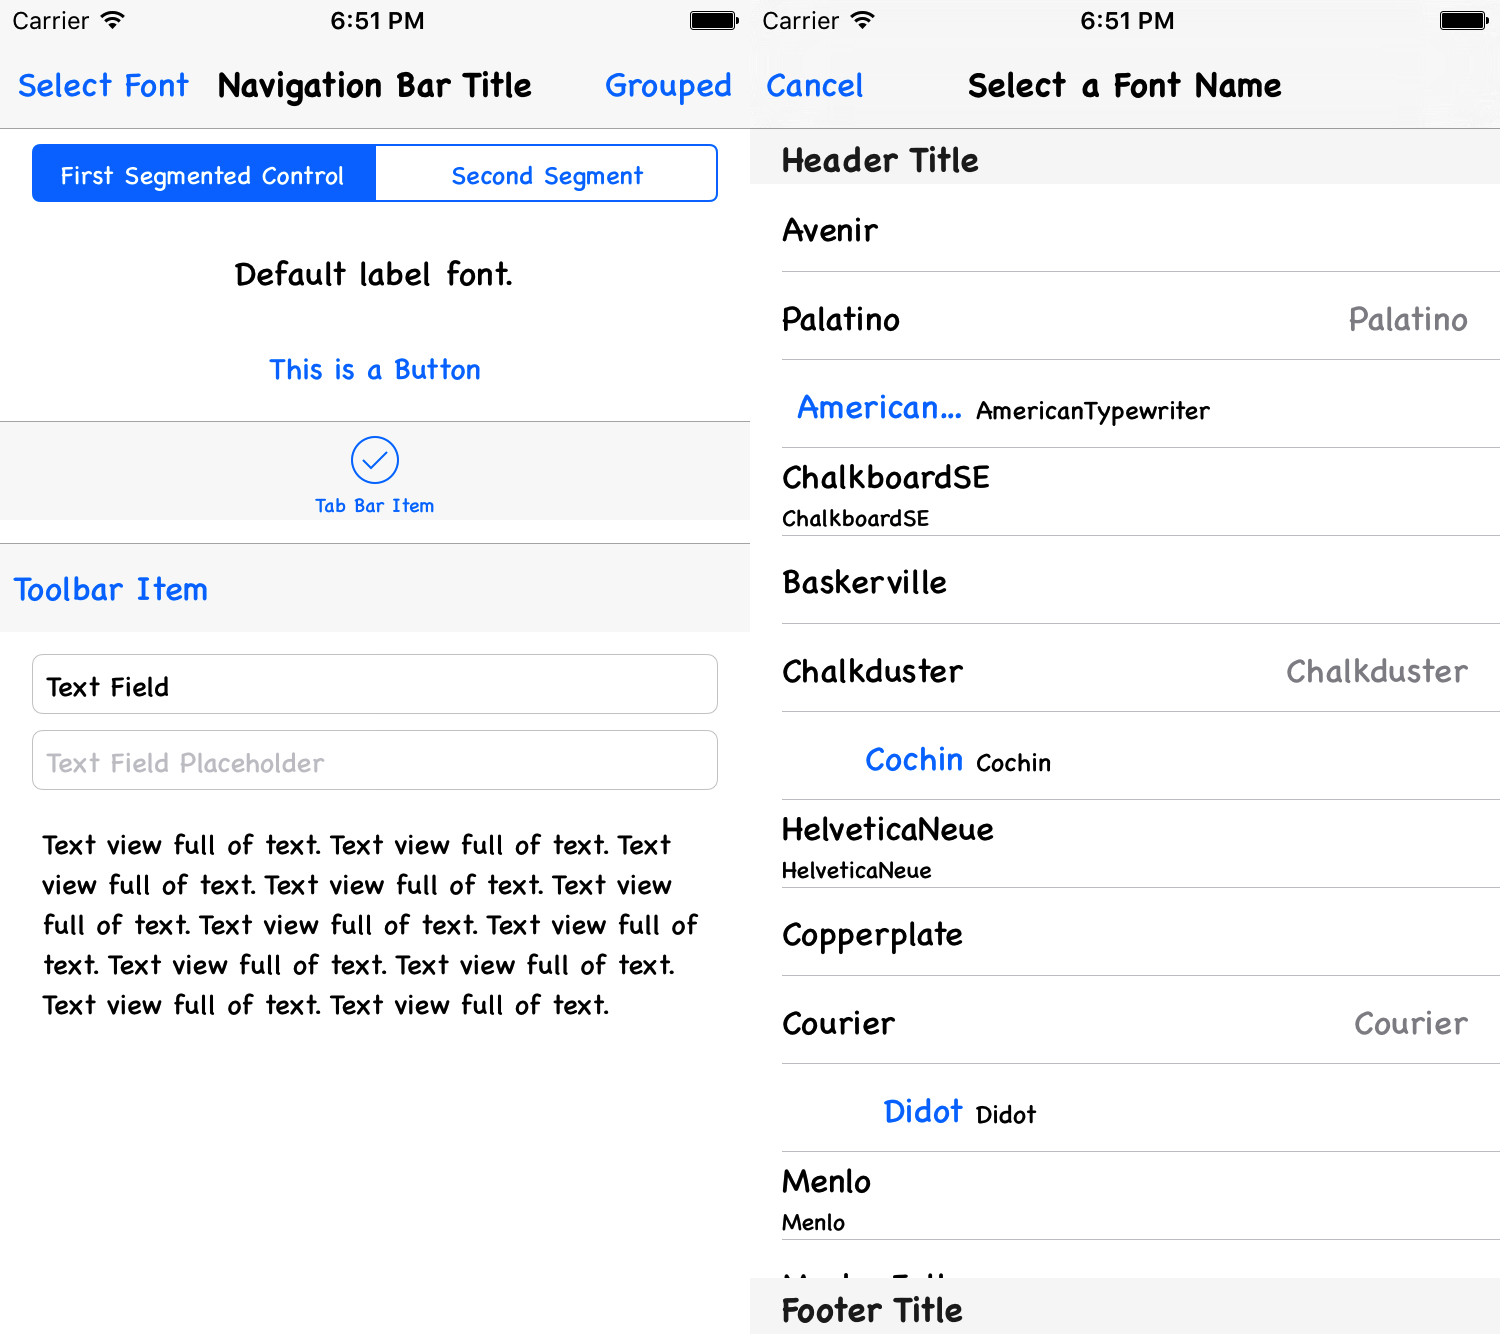 Carrier 6:51 PM
Select Font Navigation Bar Title Grouped
First Segmented Control Second Segment
Default label font.
This is a Button
Tab Bar Item
Toolbar Item
Text Field
Text Field Placeholder
Text view full of text. Text view full of text. Text
view full of text. Text view full of text. Text view
full of text. Text view full of text. Text view full of
text. Text view full of text. Text view full of text.
Text view full of text. Text view full of text.
Carrier 6:51 PM
Cancel Select a Font Name
Header Title
Avenir
Palatino Palatino
American... AmericanTypewriter
ChalkboardSE
ChalkboardSE
Baskerville
Chalkduster Chalkduster
Cochin Cochin
HelveticaNeue
HelveticaNeue
Copperplate
Courier Courier
Didot Didot
Menlo
Menlo
Footer Title